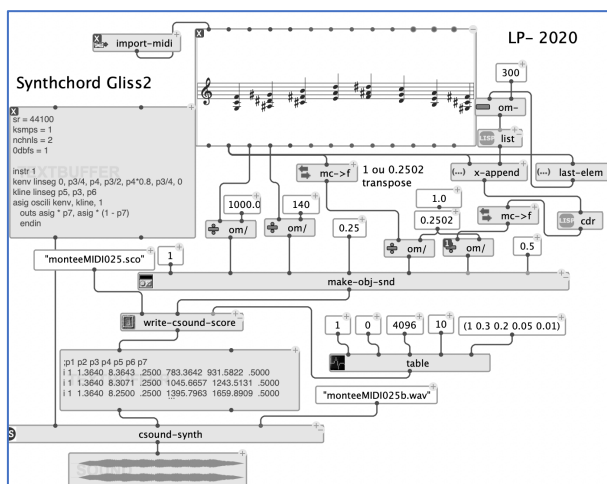 import-midi
LP- 2020
Synthchord Gliss2
300
om-
list
sr = 44100
ksmps = 1
nchnls = 2
0dbfs = 1
TEXTBUFFER
instr 1
kenv linseg 0, p3/4, p4, p3/2, p4*0.8, p3/4, 0
kline linseg p5, p3, p6
asig oscili kenv, kline, 1
outs asig * p7, asig * (1 - p7)
endin
mc->f
1 ou 0.2502
transpose
(...) x-append
(...) last-elem
1000.0
140
1.0
0.2502
mc->f
LISP cdr
om/
om/
0.25
om/
om/
0.5
"monteeMIDI025.sco"
1
make-obj-snd
write-csound-score
1
0
4096
10
(1 0.3 0.2 0.05 0.01)
table
;p1 p2 p3 p4 p5 p6 p7
i 1 1.3640 8.3643 .2500 783.3642 931.5822 .5000
i 1 1.3640 8.3071 .2500 1045.6657 1243.5131 .5000
i 1 1.3640 8.2500 .2500 1395.7963 1659.8909 .5000
...
"monteeMIDI025b.wav"
csound-synth
SOUND